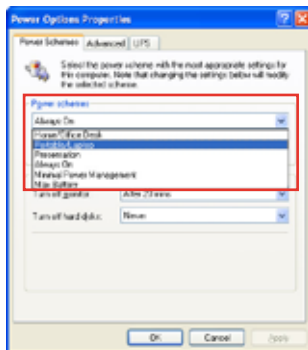 Power Options Properties
Power Schemes Advanced UPS
Select the power scheme with the most appropriate settings for
this computer. Note that changing the settings below will modify
the selected scheme.
Power schemes
Always On
Home/Office Desk
Portable/Laptop
Presentation
Always On
Minimal Power Management
Max Battery
Turn off monitor: After 20 mins
Turn off hard disks: Never
OK Cancel Apply